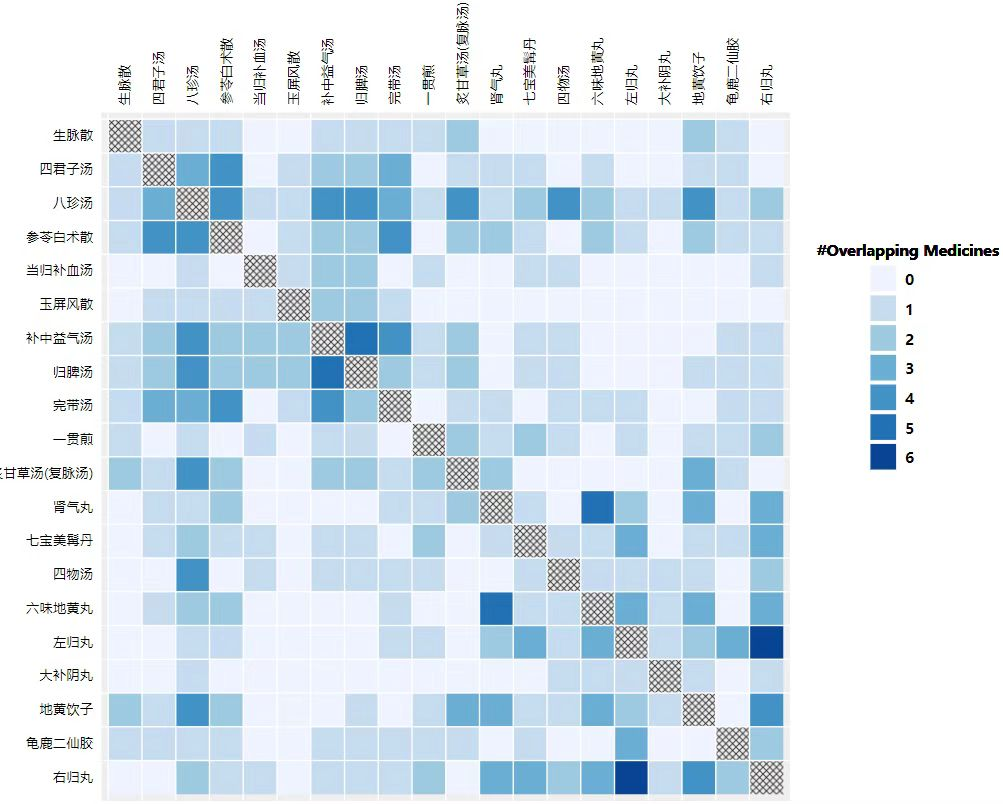 生脉散
四君子汤
八珍汤
参苓白术散
当归补血汤
玉屏风散
补中益气汤
归脾汤
完带汤
一贯煎
炙甘草汤(复脉汤)
肾气丸
七宝美髯丹
四物汤
六味地黄丸
左归丸
大补阴丸
地黄饮子
龟鹿二仙胶
右归丸
生脉散
四君子汤
八珍汤
参苓白术散
当归补血汤
玉屏风散
补中益气汤
归脾汤
完带汤
一贯煎
炙甘草汤(复脉汤)
肾气丸
七宝美髯丹
四物汤
六味地黄丸
左归丸
大补阴丸
地黄饮子
龟鹿二仙胶
右归丸
#Overlapping Medicines
0
1
2
3
4
5
6